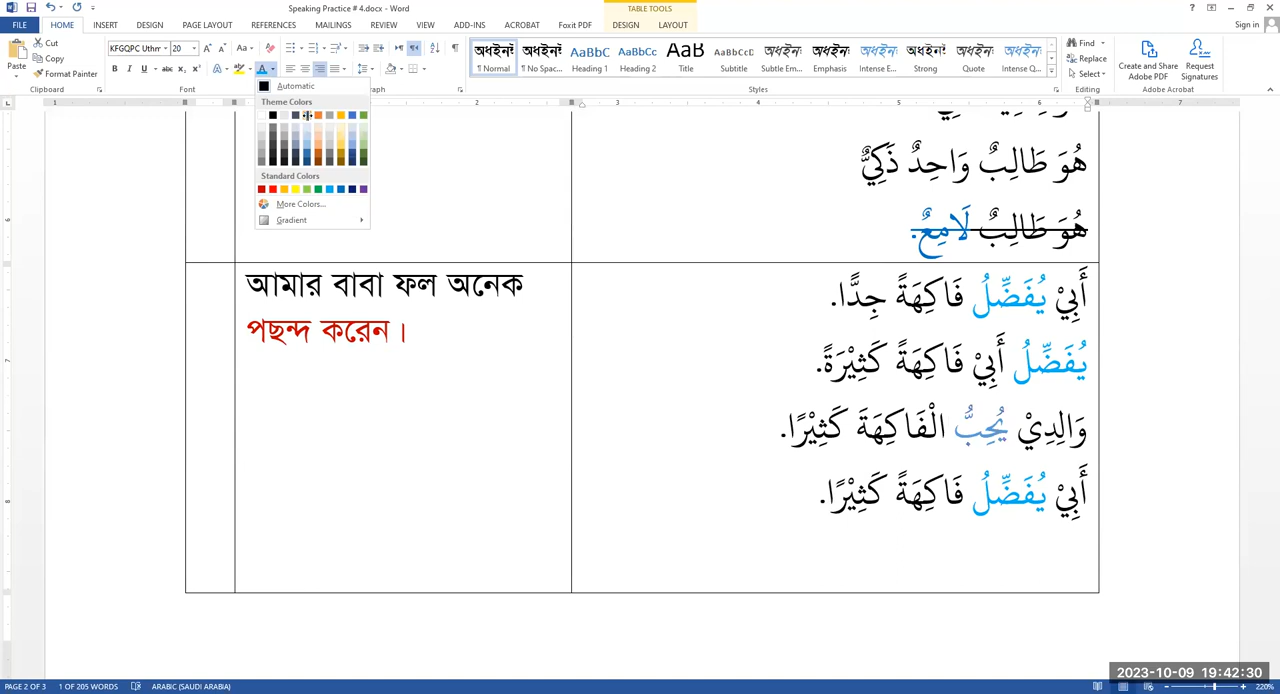 Speaking Practice # 4.docx - Word
TABLE TOOLS
Sign in
FILE HOME INSERT DESIGN PAGE LAYOUT REFERENCES MAILINGS REVIEW VIEW ADD-INS ACROBAT Foxit PDF DESIGN LAYOUT
Paste
Cut
Copy
Format Painter
Clipboard
KFGQPC Uthm 20
Font
Automatic
Theme Colors
Standard Colors
More Colors...
Gradient
Normal No Spac... Heading 1 Heading 2 Title Subtitle Subtle Em... Emphasis Intense E... Strong Quote Intense Q...
Styles
Find
Replace
Select
Editing
Create and Share Adobe PDF
Request Signatures
Adobe Acrobat
هُوَ طَالِبٌ وَاحِدٌ ذَكِيٌّ
هُوَ طَالِبٌ لَامِعٌ.
আমার বাবা ফল অনেক
পছন্দ করেন।
أَبِيْ يُفَضِّلُ فَاكِهَةً جِدًّا.
يُفَضِّلُ أَبِيْ فَاكِهَةً كَثِيْرَةً.
وَالِدِيْ يُحِبُّ الْفَاكِهَةَ كَثِيْرًا.
أَبِيْ يُفَضِّلُ فَاكِهَةً كَثِيْرًا.
2023-10-09 19:42:30
PAGE 2 OF 3 1 OF 205 WORDS ARABIC (SAUDI ARABIA) 220%